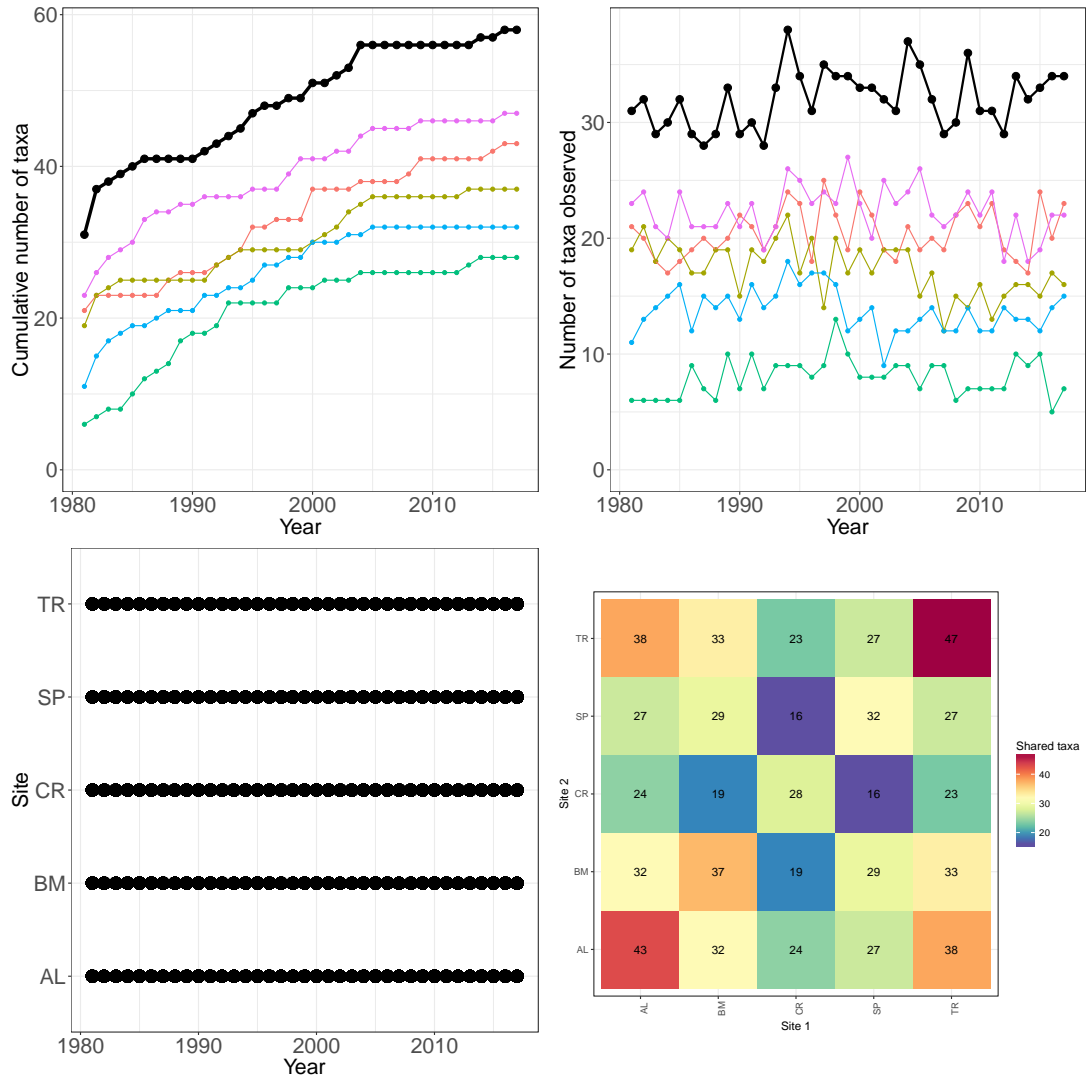 Cumulative number of taxa
60
40
20
0
1980
1990
2000
2010
Year
Number of taxa observed
30
20
10
0
1980
1990
2000
2010
Year
Site
TR
SP
CR
BM
AL
1980
1990
2000
2010
Year
Site 2
TR 38 33 23 27 47
SP 27 29 16 32 27
CR 24 19 28 16 23
BM 32 37 19 29 33
AL 43 32 24 27 38
AL BM CR SP TR
Site 1
Shared taxa
40
30
20